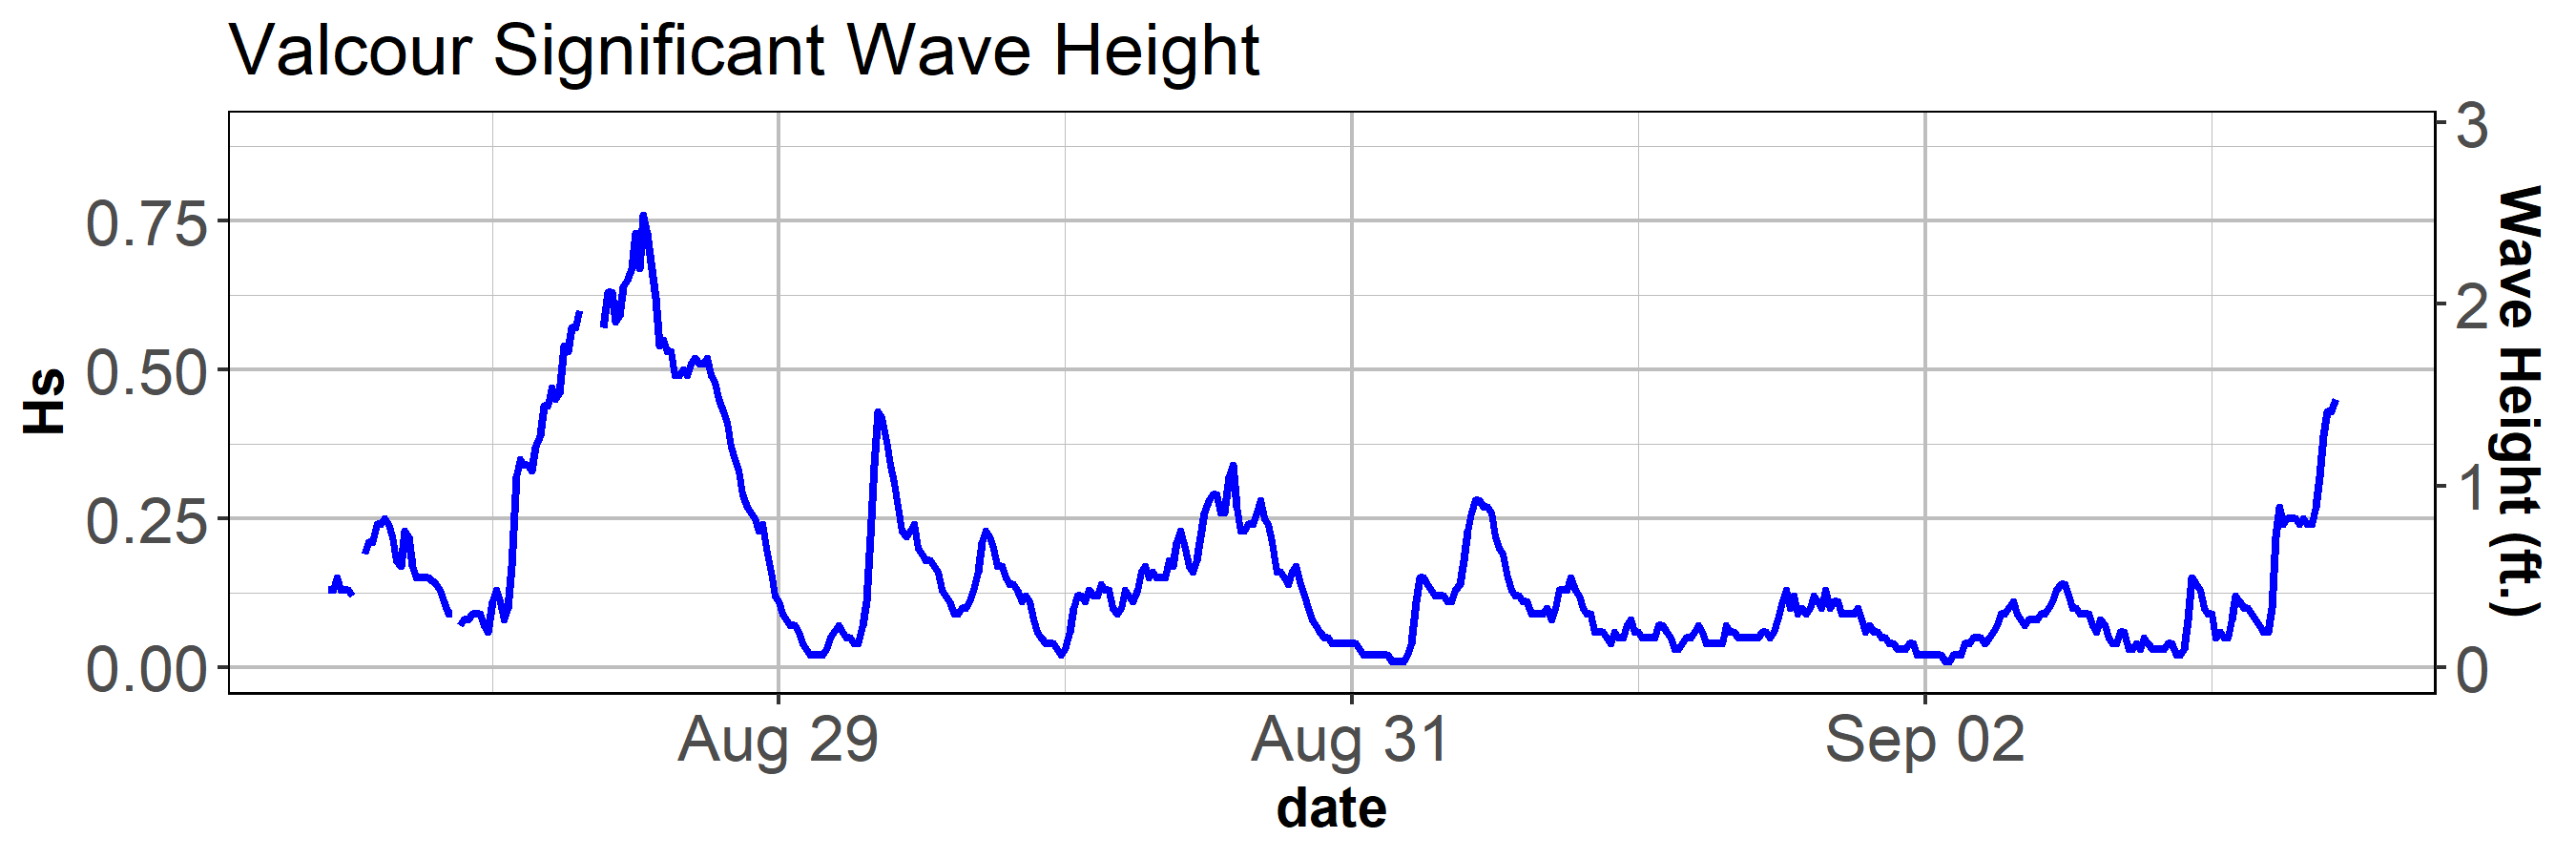 Valcour Significant Wave Height
3
0.75
2
0.50
Hs
Wave Height (ft.)
1
0.25
0.00
0
Aug 29
Aug 31
Sep 02
date